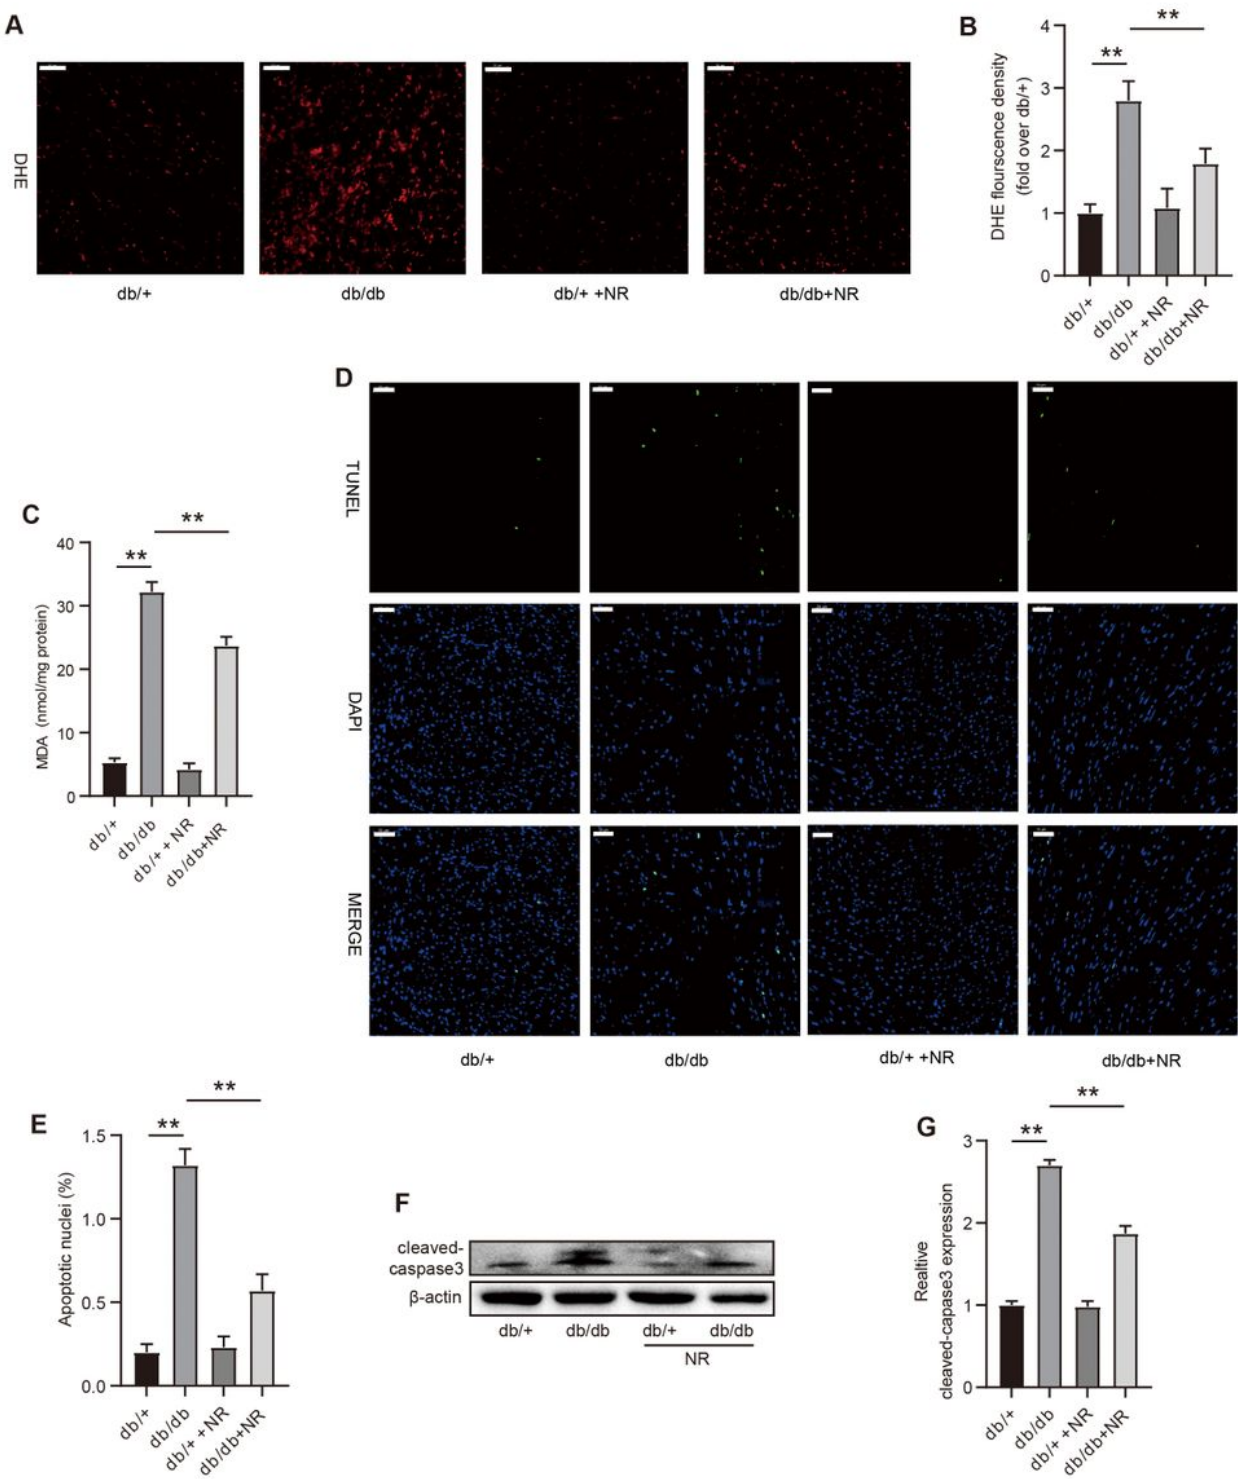 A
DHE
db/+
db/db
db/+ +NR
db/db+NR
B
DHE flourscence density
(fold over db/+)
4
3
2
1
0
**
**
db/+
db/db
db/+ +NR
db/db+NR
C
MDA (nmol/mg protein)
40
30
20
10
0
**
**
db/+
db/db
db/+ +NR
db/db+NR
D
TUNEL
DAPI
MERGE
db/+
db/db
db/+ +NR
db/db+NR
E
Apoptotic nuclei (%)
1.5
1.0
0.5
0.0
**
**
db/+
db/db
db/+ +NR
db/db+NR
F
cleaved-
caspase3
β-actin
db/+
db/db
db/+
db/db
NR
G
Realtive
cleaved-capase3 expression
3
2
1
0
**
**
db/+
db/db
db/+ +NR
db/db+NR